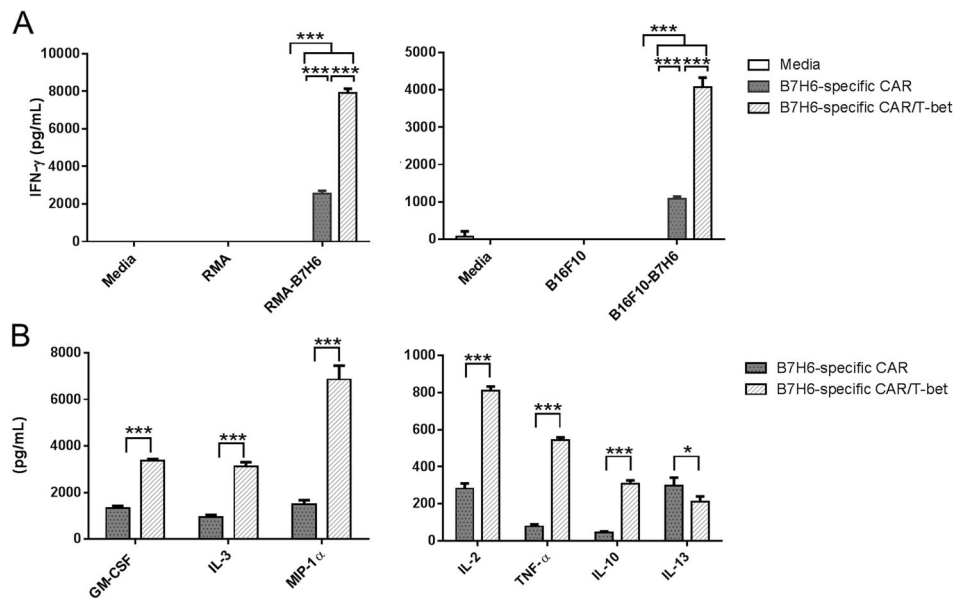 A
***
*** ***
10000
8000
6000
4000
2000
0
IFN-γ (pg/mL)
Media
RMA
RMA-B7H6
***
*** ***
5000
4000
3000
2000
1000
0
Media
B16F10
B16F10-B7H6
Media
B7H6-specific CAR
B7H6-specific CAR/T-bet
B
8000
6000
4000
2000
0
(pg/mL)
***
***
***
GM-CSF
IL-3
MIP-1α
1000
800
600
400
200
0
***
***
***
*
IL-2
TNF-α
IL-10
IL-13
B7H6-specific CAR
B7H6-specific CAR/T-bet